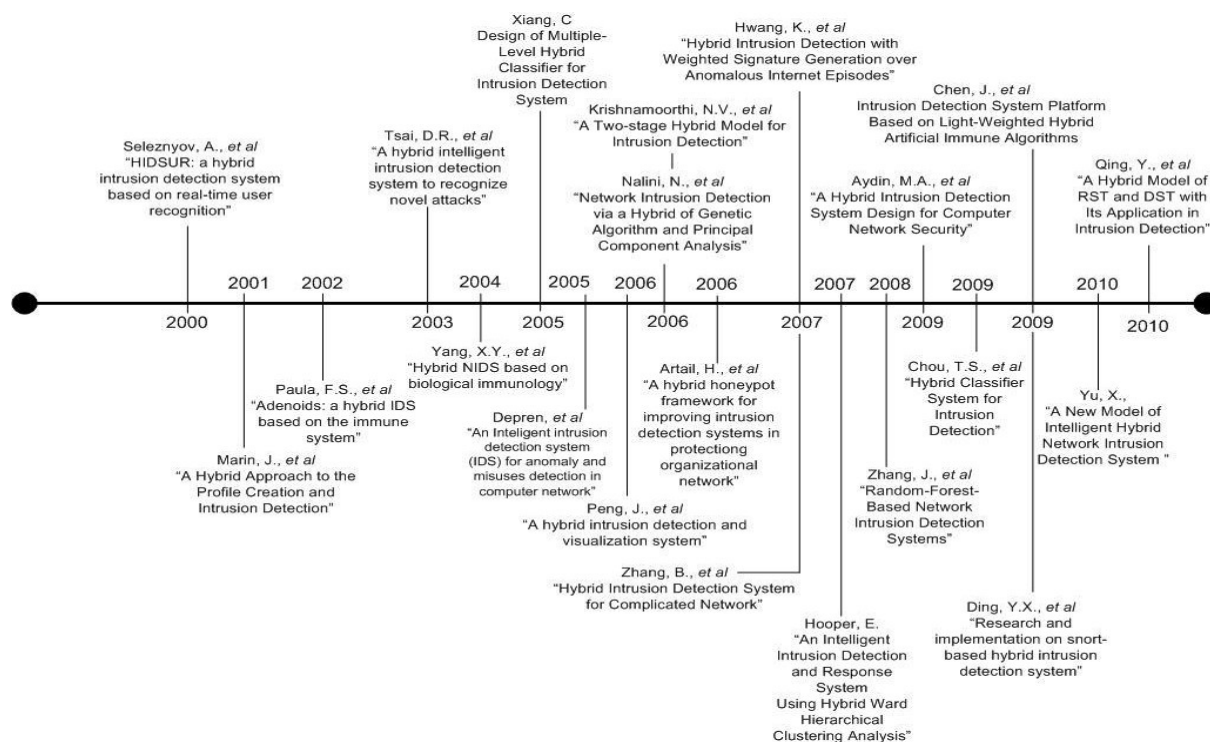 Xiang, C
Design of Multiple-
Level Hybrid
Classifier for
Intrusion Detection
System
Hwang, K., et al
“Hybrid Intrusion Detection with
Weighted Signature Generation over
Anomalous Internet Episodes”
Krishnamoorthi, N.V., et al
“A Two-stage Hybrid Model for
Intrusion Detection”
Chen, J., et al
Intrusion Detection System Platform
Based on Light-Weighted Hybrid
Artificial Immune Algorithms
Seleznyov, A., et al
“HIDSUR: a hybrid
intrusion detection system
based on real-time user
recognition”
Tsai, D.R., et al
“A hybrid intelligent
intrusion detection
system to recognize
novel attacks”
Nalini, N., et al
“Network Intrusion Detection
via a Hybrid of Genetic
Algorithm and Principal
Component Analysis”
Aydin, M.A., et al
“A Hybrid Intrusion Detection
System Design for Computer
Network Security”
Qing, Y., et al
“A Hybrid Model of
RST and DST with
Its Application in
Intrusion Detection”
2001 2002 2004 2005 2006 2006 2007 2008 2009 2010
2000 2003 2005 2006 2007 2009 2009 2010
Marin, J., et al
“A Hybrid Approach to the
Profile Creation and
Intrusion Detection”
Paula, F.S., et al
“Adenoids: a hybrid IDS
based on the immune
system”
Yang, X.Y., et al
“Hybrid NIDS based on
biological immunology”
Depren, et al
“An Inteligent intrusion
detection system
(IDS) for anomaly and
misuses detection in
computer network”
Peng, J., et al
“A hybrid intrusion detection and
visualization system”
Artail, H., et al
“A hybrid honeypot
framework for
improving intrusion
detection systems in
protectiong
organizational
network”
Zhang, B., et al
“Hybrid Intrusion Detection System
for Complicated Network”
Hooper, E.
“An Intelligent
Intrusion Detection
and Response
System
Using Hybrid Ward
Hierarchical
Clustering Analysis”
Zhang, J., et al
“Random-Forest-
Based Network
Intrusion Detection
Systems”
Chou, T.S., et al
“Hybrid Classifier
System for
Intrusion
Detection”
Ding, Y.X., et al
“Research and
implementation on snort-
based hybrid intrusion
detection system”
Yu, X.,
“A New Model of
Intelligent Hybrid
Network Intrusion
Detection System ”